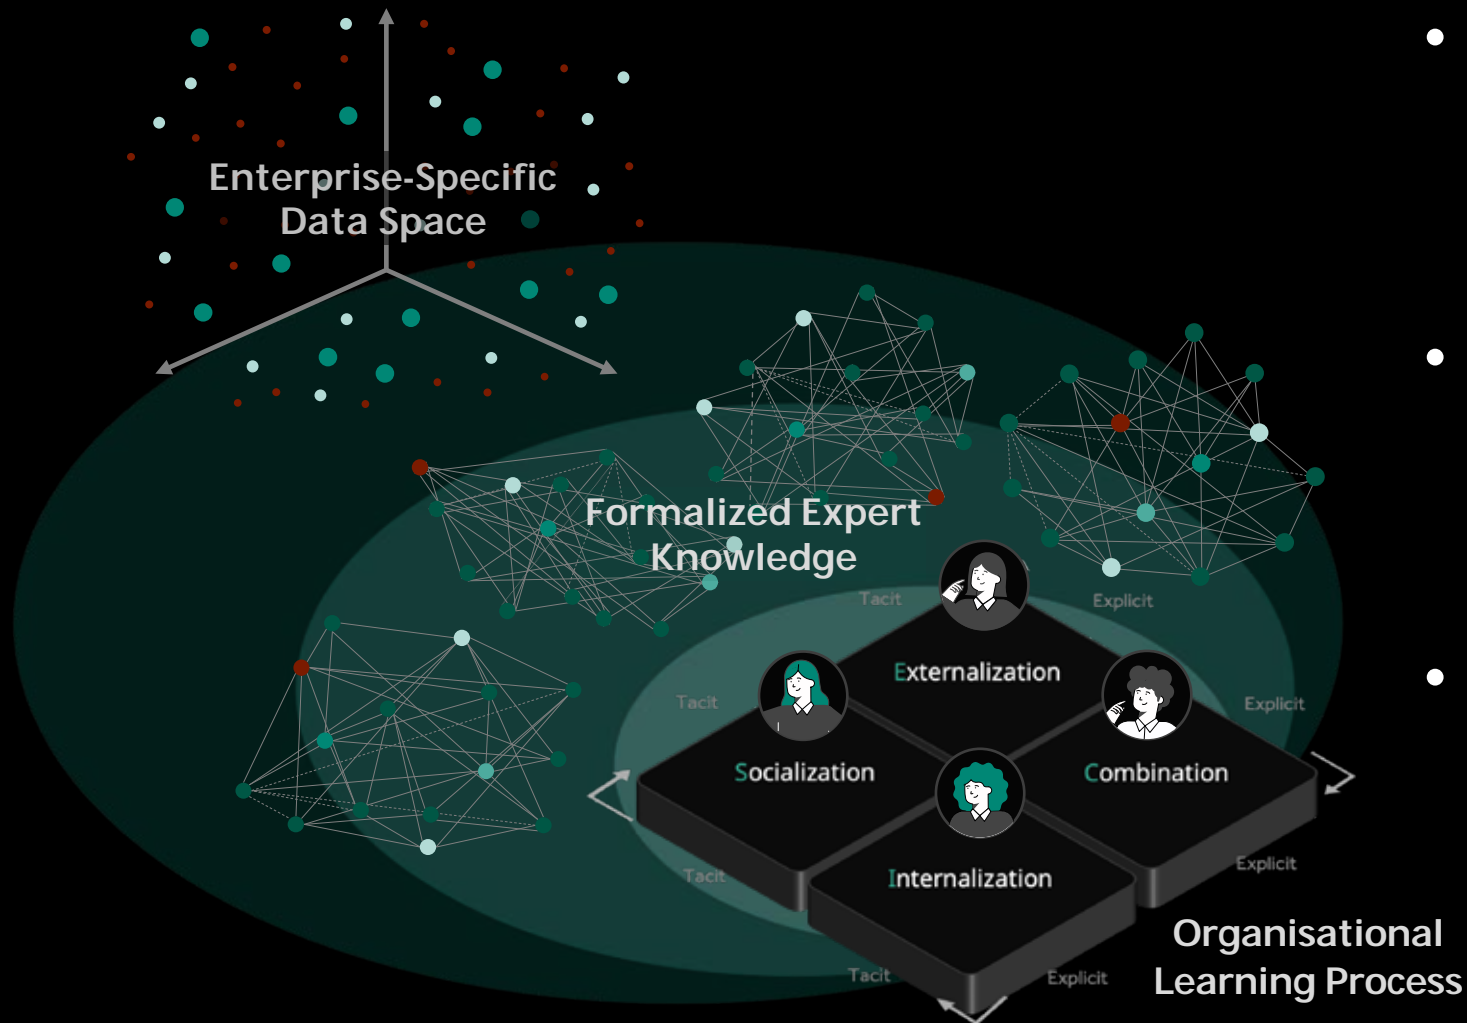 Enterprise-Specific
Data Space
Formalized Expert
Knowledge
Tacit
Explicit
Externalization
Tacit
Explicit
Socialization
Combination
Tacit
Explicit
Internalization
Tacit
Explicit
Organisational
Learning Process